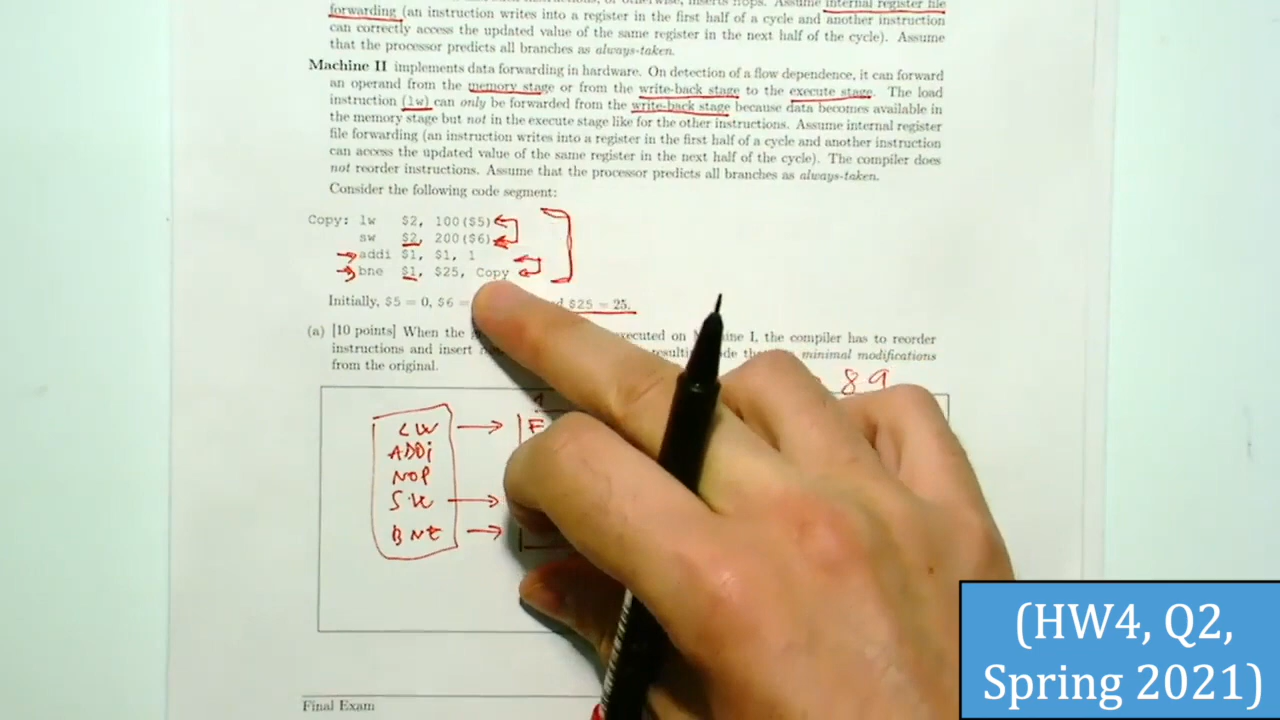 inserts nops. Assume internal register file
forwarding (an instruction writes into a register in the first half of a cycle and another instruction
can correctly access the updated value of the same register in the next half of the cycle). Assume
that the processor predicts all branches as always-taken.
Machine II implements data forwarding in hardware. On detection of a flow dependence, it can forward
an operand from the memory stage or from the write-back stage to the execute stage. The load
instruction (lw) can only be forwarded from the write-back stage because data becomes available in
the memory stage but not in the execute stage like for the other instructions. Assume internal register
file forwarding (an instruction writes into a register in the first half of a cycle and another instruction
can access the updated value of the same register in the next half of the cycle). The compiler does
not reorder instructions. Assume that the processor predicts all branches as always-taken.
Consider the following code segment:
Copy: lw $2, 100($5)
sw $2, 200($6)
addi $1, $1, 1
bne $1, $25, Copy
Initially, $5 = 0, $6 = $25 = 25.
(a) [10 points] When the executed on I, the compiler has to reorder
instructions and insert minimal modifications
from the original.
8 9
1
LW F
ADDi
NOP
SW
BNE
Final Exam
(HW4, Q2,
Spring 2021)